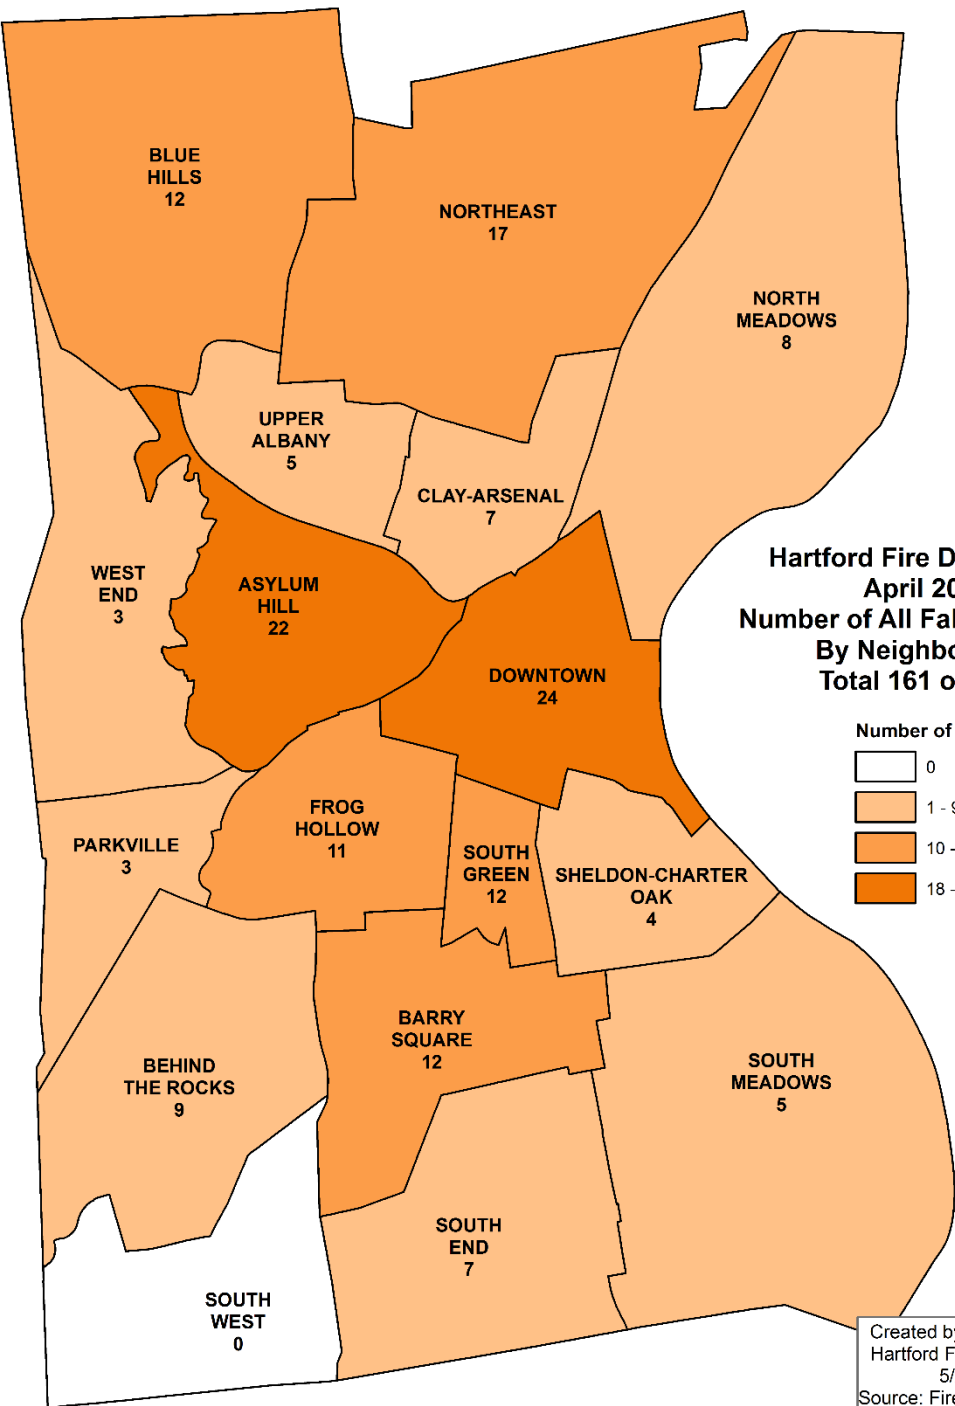 BLUE
HILLS
12
NORTHEAST
17
NORTH
MEADOWS
8
UPPER
ALBANY
5
CLAY-ARSENAL
7
WEST
END
3
ASYLUM
HILL
22
DOWNTOWN
24
Hartford Fire D
April 20
Number of All Fal
By Neighbo
Total 161 o
Number of
0
1 - 9
10 -
18 -
FROG
HOLLOW
11
PARKVILLE
3
SOUTH
GREEN
12
SHELDON-CHARTER
OAK
4
BARRY
SQUARE
12
BEHIND
THE ROCKS
9
SOUTH
MEADOWS
5
SOUTH
END
7
SOUTH
WEST
0
Created by
Hartford F
5/
Source: Fire